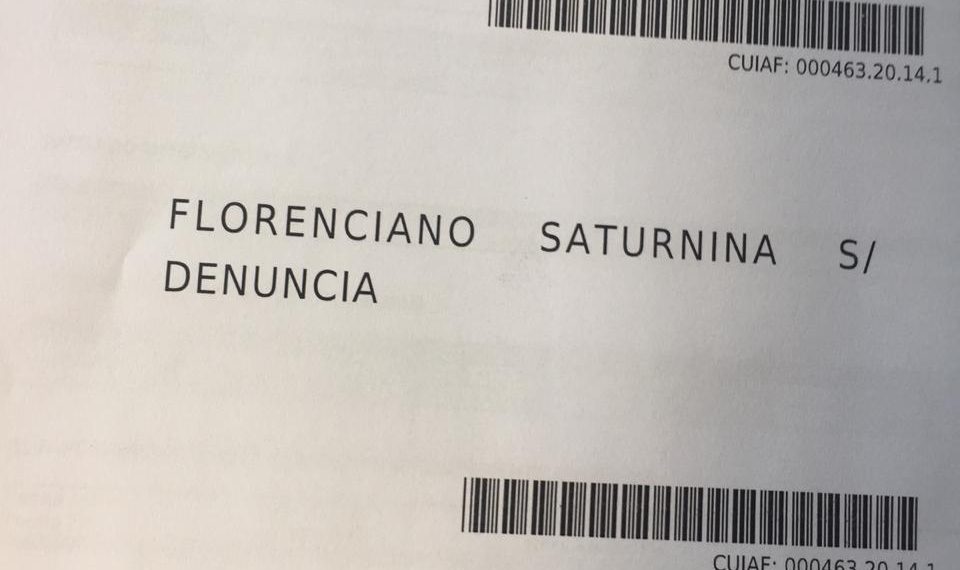 CUIAF: 000463.20.14.1
FLORENCIANO SATURNINA S/
DENUNCIA
CUIAF: 000463.20.14.1